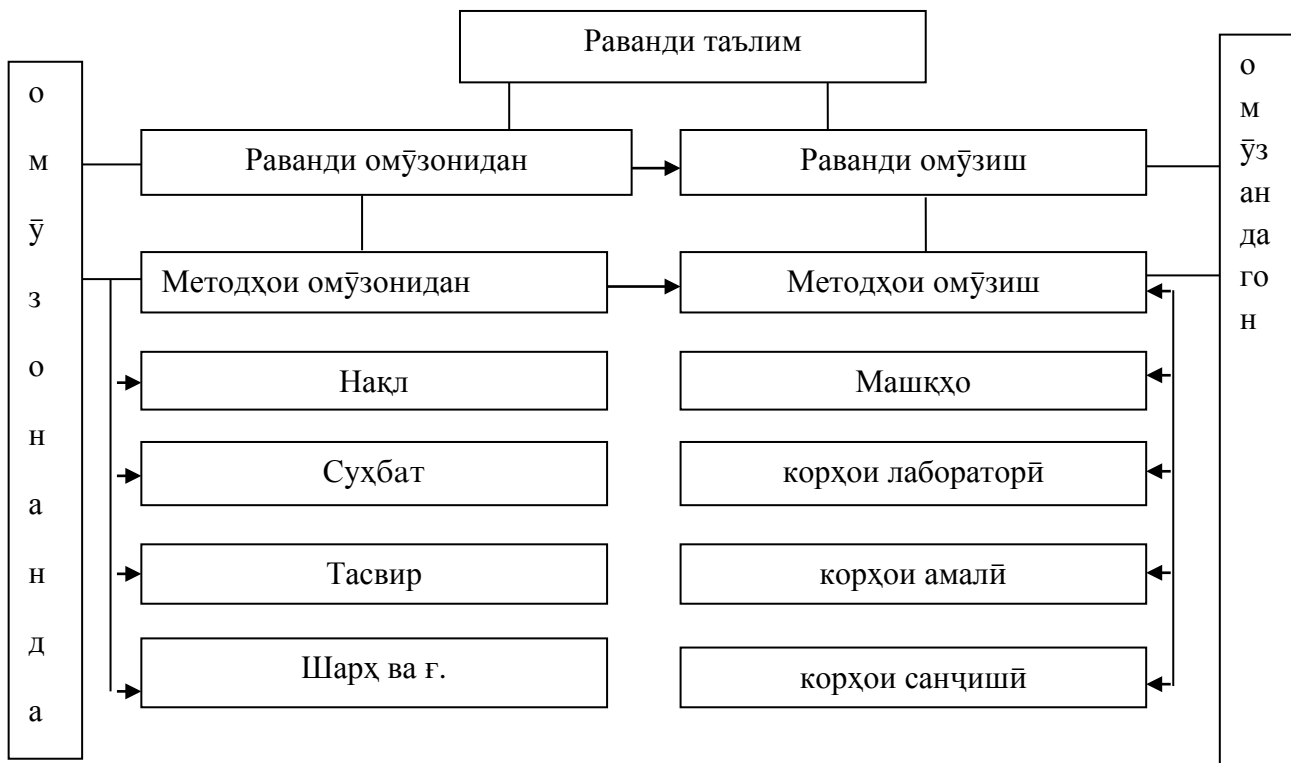 Раванди таълим
омӯзонанда
Раванди омӯзонидан
Раванди омӯзиш
омӯзандагон
Методҳои омӯзонидан
Методҳои омӯзиш
Нақл
Машқҳо
Суҳбат
корҳои лабораторӣ
Тасвир
корҳои амалӣ
Шарҳ ва ғ.
корҳои санҷишӣ